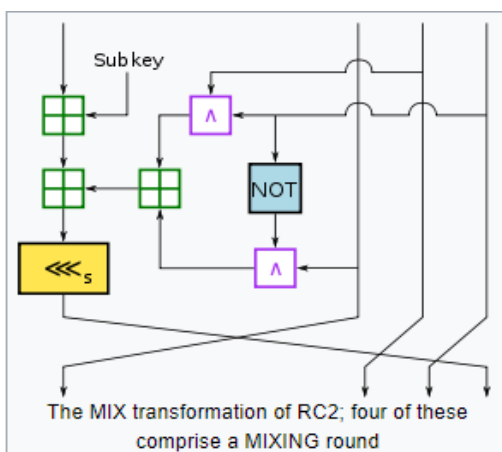 Subkey
∧
NOT
⋘s
∧
The MIX transformation of RC2; four of these
comprise a MIXING round